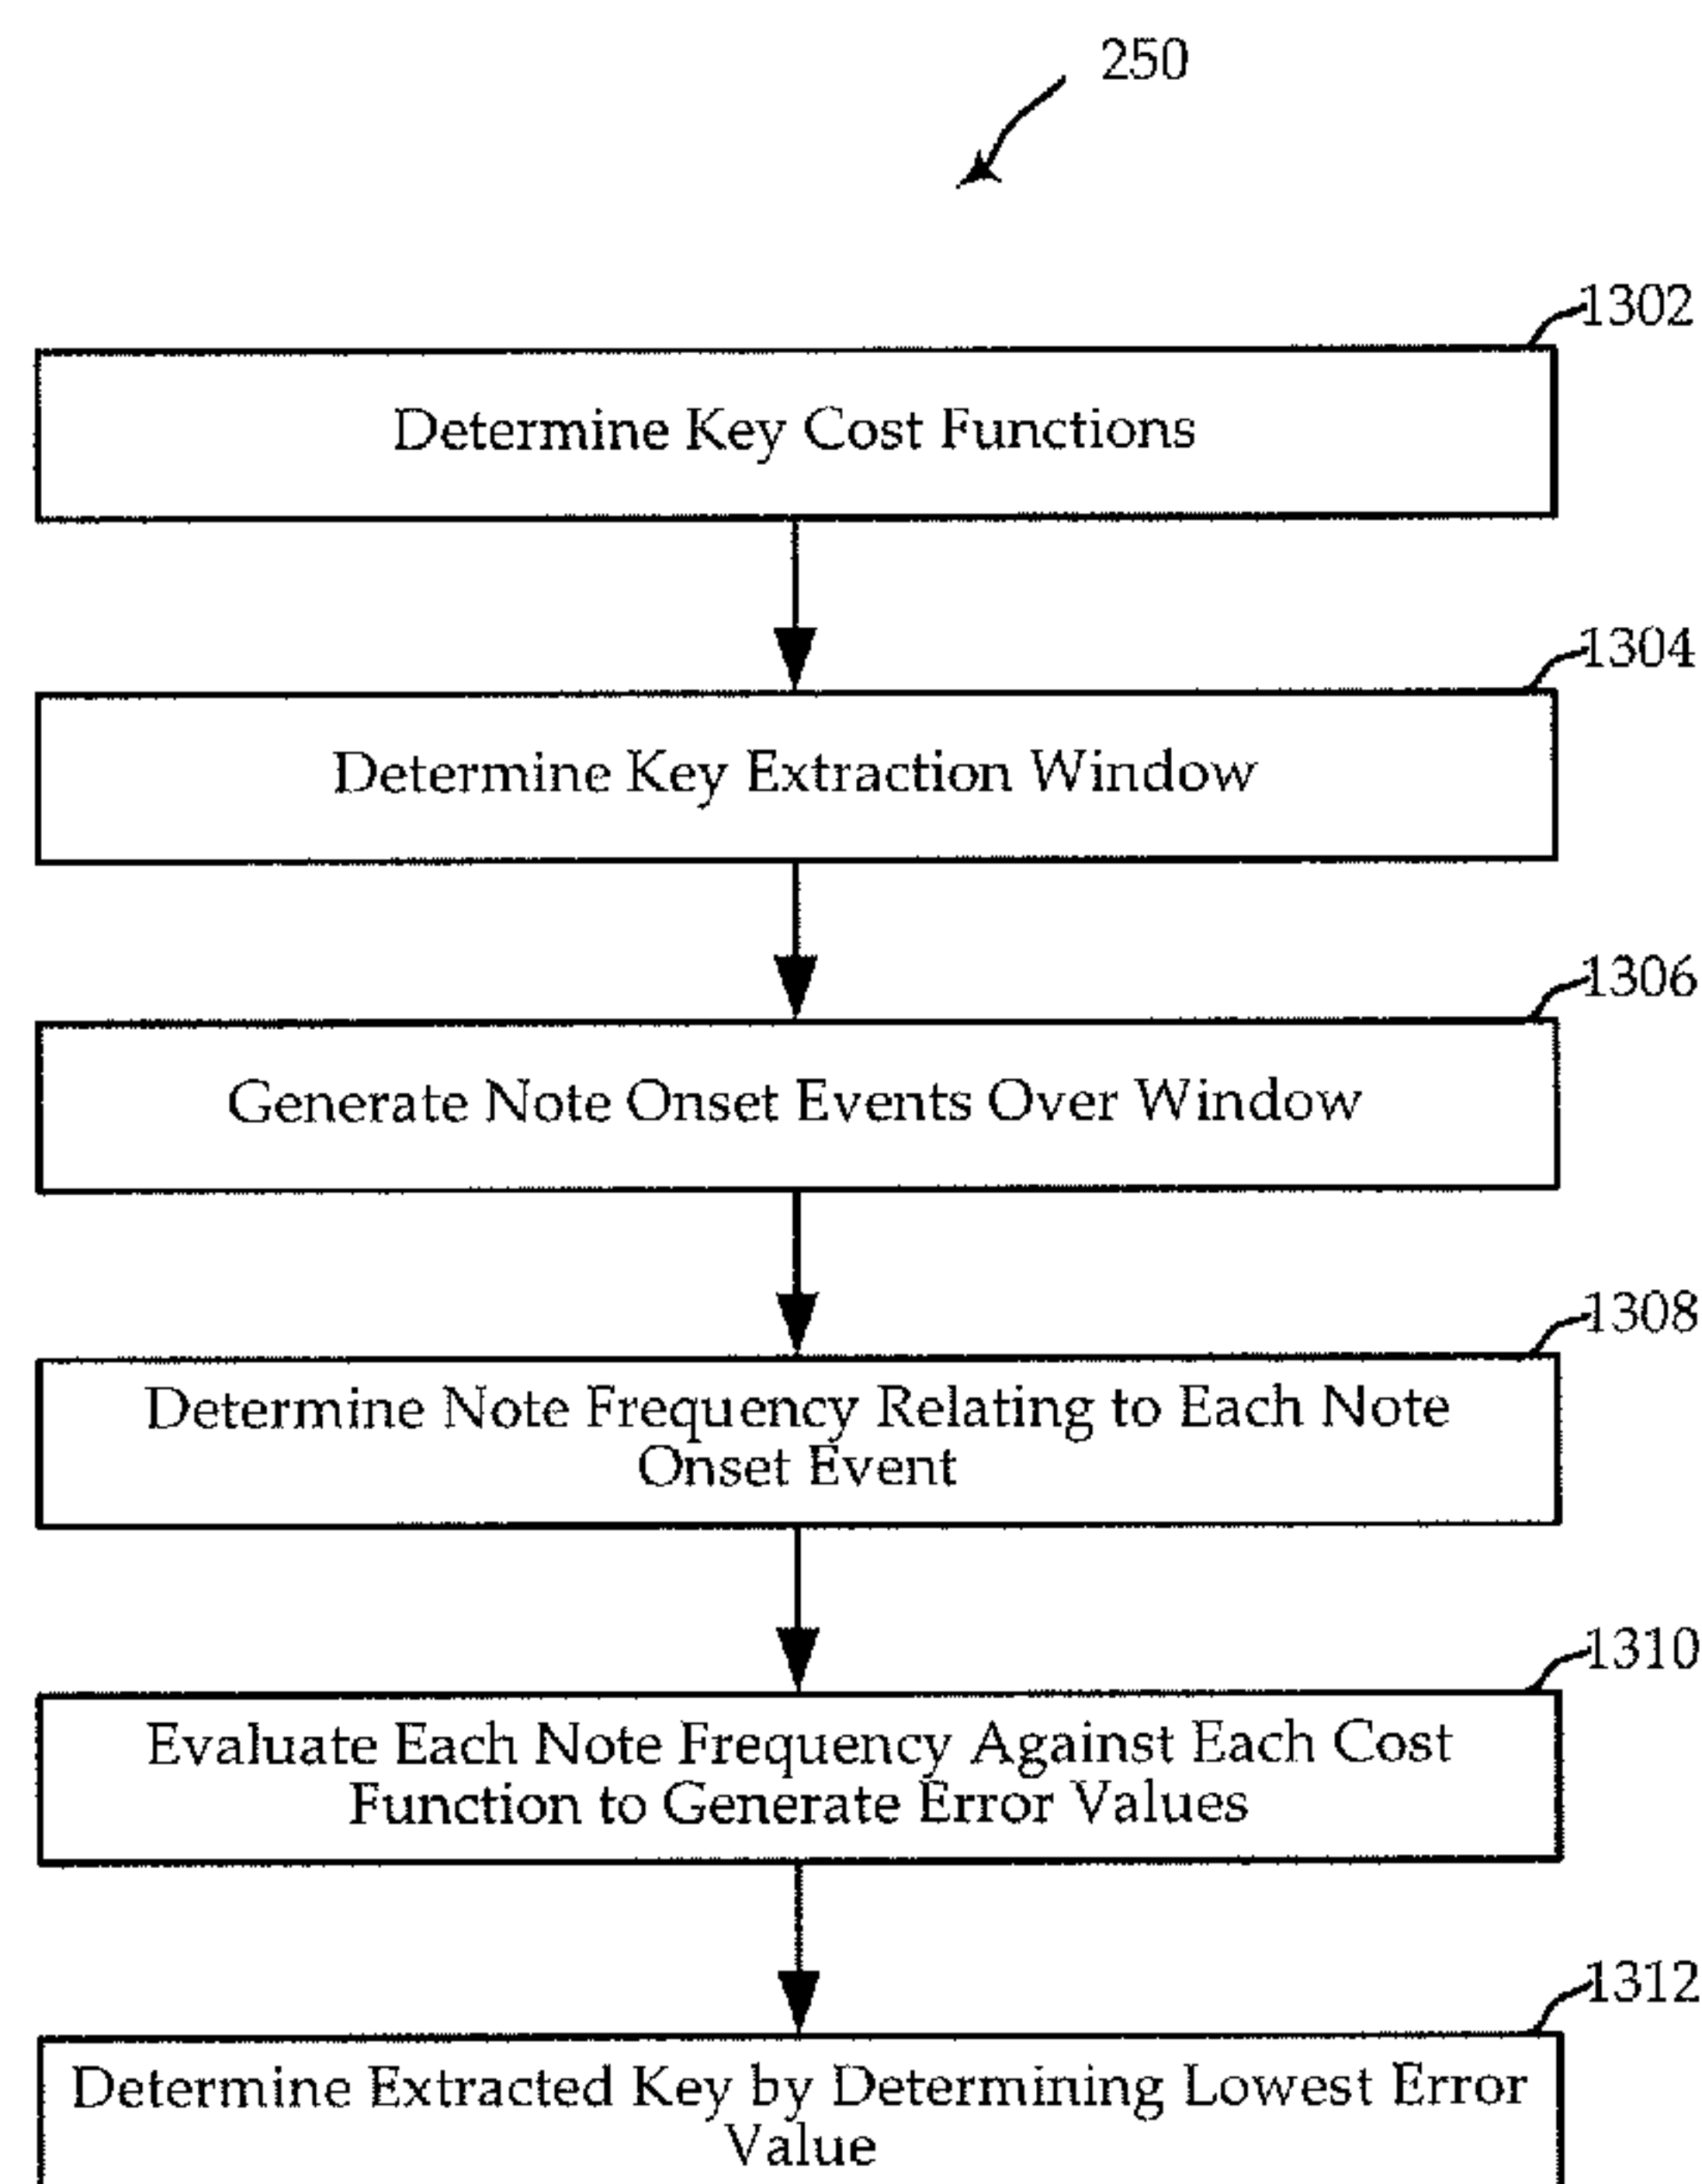 250
1302
Determine Key Cost Functions
1304
Determine Key Extraction Window
1306
Generate Note Onset Events Over Window
1308
Determine Note Frequency Relating to Each Note
Onset Event
1310
Evaluate Each Note Frequency Against Each Cost
Function to Generate Error Values
1312
Determine Extracted Key by Determining Lowest Error
Value